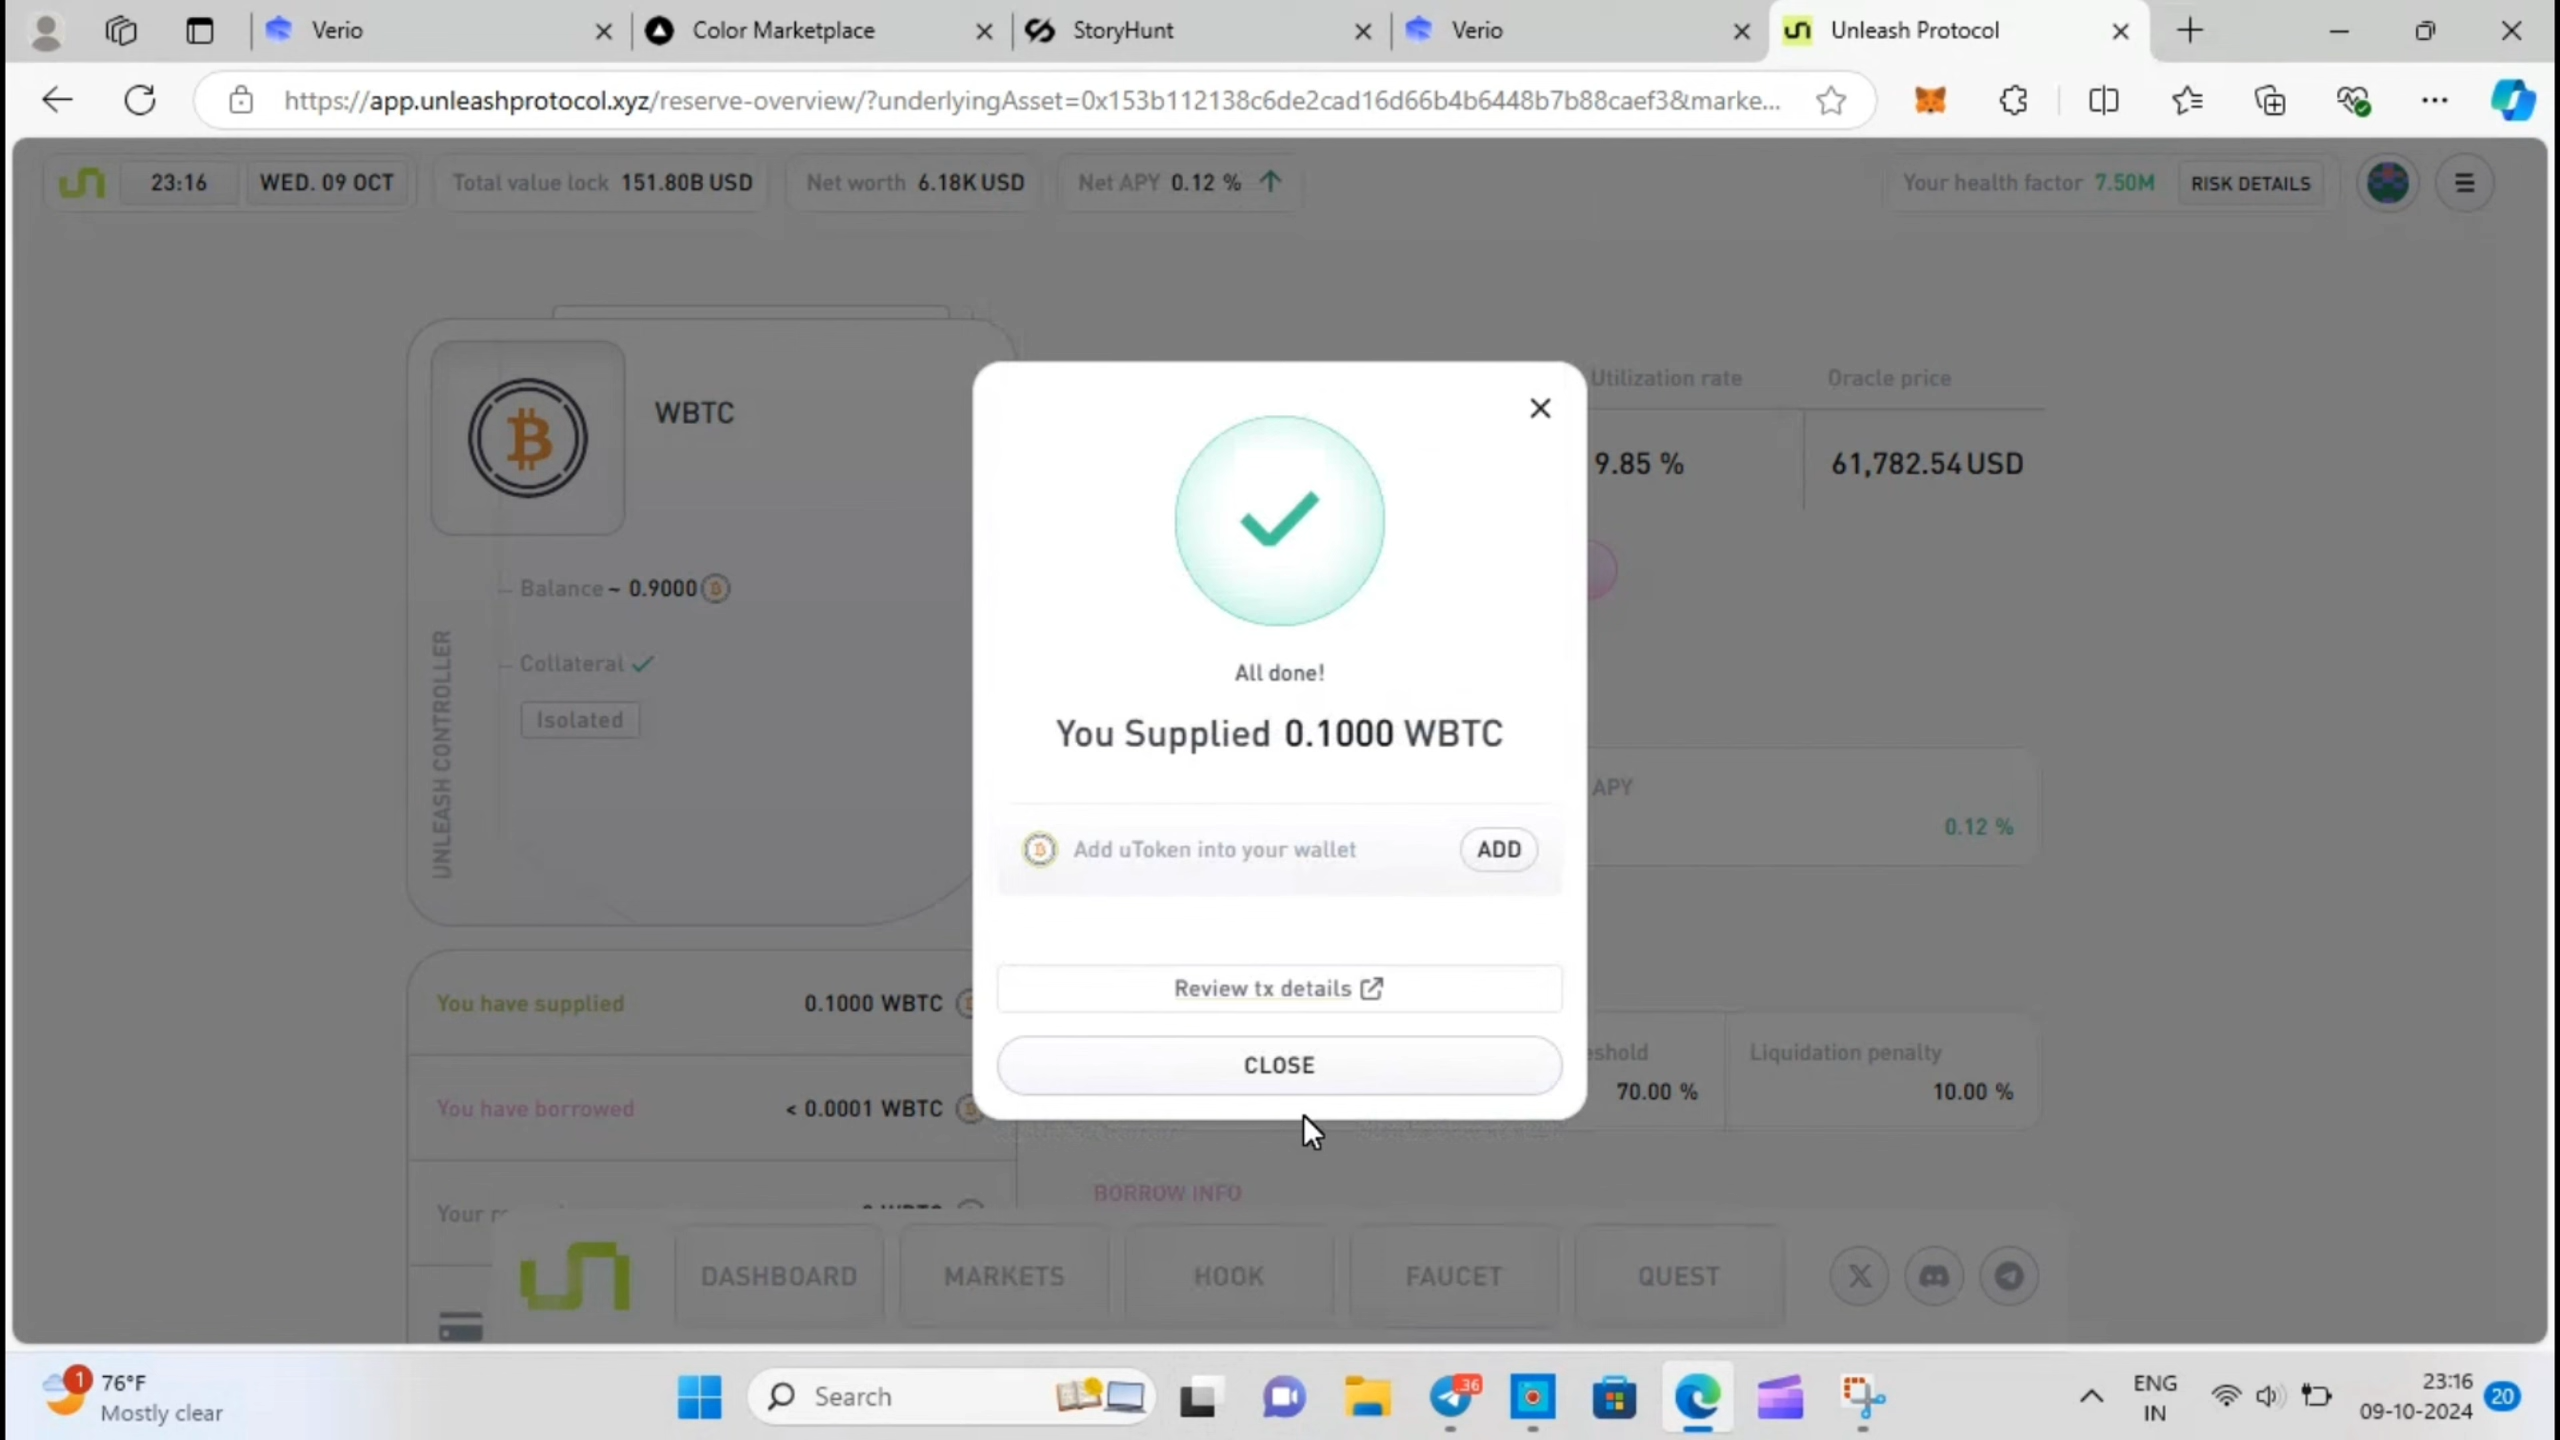 Verio
Color Marketplace
StoryHunt
Verio
Unleash Protocol
https://app.unleashprotocol.xyz/reserve-overview/?underlyingAsset=0x153b112138c6de2cad16d66b4b6448b7b88caef3&marke...
23:16
WED. 09 OCT
Total value lock 151.80B USD
Net worth 6.18K USD
Net APY 0.12 %
Your health factor 7.50M
RISK DETAILS
WBTC
Balance ~ 0.9000
Collateral
Isolated
UNLEASH CONTROLLER
Utilization rate
9.85 %
Oracle price
61,782.54 USD
All done!
You Supplied 0.1000 WBTC
Add uToken into your wallet
ADD
Review tx details
CLOSE
APY
0.12 %
You have supplied 0.1000 WBTC
You have borrowed < 0.0001 WBTC
Your
eshold
70.00 %
Liquidation penalty
10.00 %
BORROW INFO
DASHBOARD
MARKETS
HOOK
FAUCET
QUEST
1
76°F
Mostly clear
Search
36
ENG
IN
23:16
09-10-2024
20